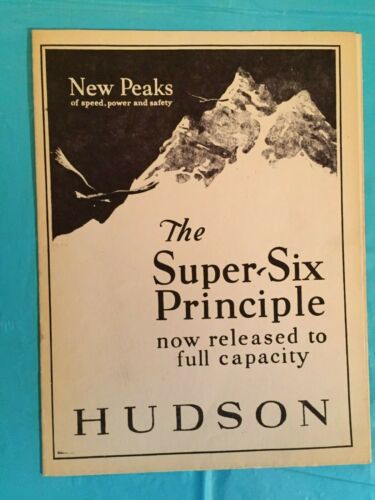 New Peaks
of speed, power and safety
The
Super-Six
Principle
now released to
full capacity
HUDSON